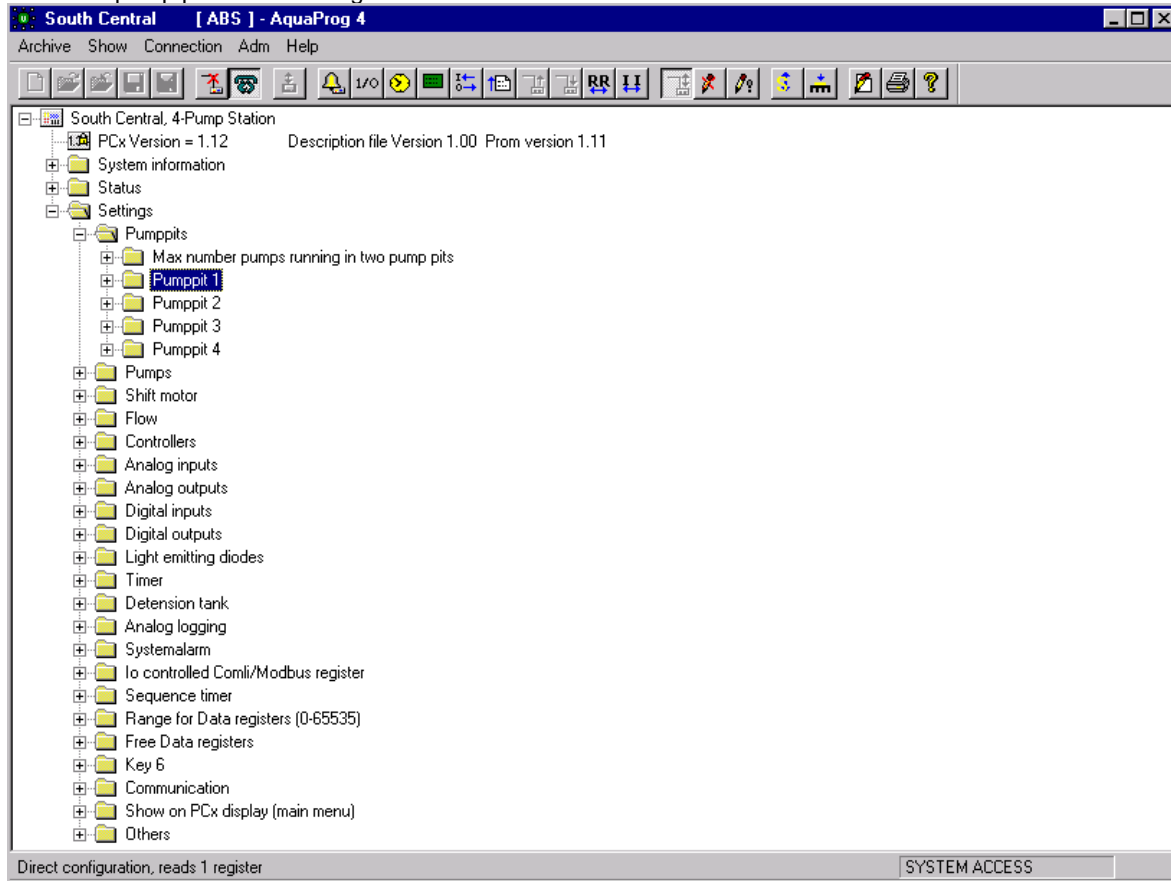 South Central [ ABS ] - AquaProg 4
Archive Show Connection Adm Help
1/0 RR
South Central, 4-Pump Station
PCx Version = 1.12 Description file Version 1.00 Prom version 1.11
System information
Status
Settings
Pumppits
Max number pumps running in two pump pits
Pumppit 1
Pumppit 2
Pumppit 3
Pumppit 4
Pumps
Shift motor
Flow
Controllers
Analog inputs
Analog outputs
Digital inputs
Digital outputs
Light emitting diodes
Timer
Detension tank
Analog logging
Systemalarm
Io controlled Comli/Modbus register
Sequence timer
Range for Data registers (0-65535)
Free Data registers
Key 6
Communication
Show on PCx display (main menu)
Others
Direct configuration, reads 1 register SYSTEM ACCESS